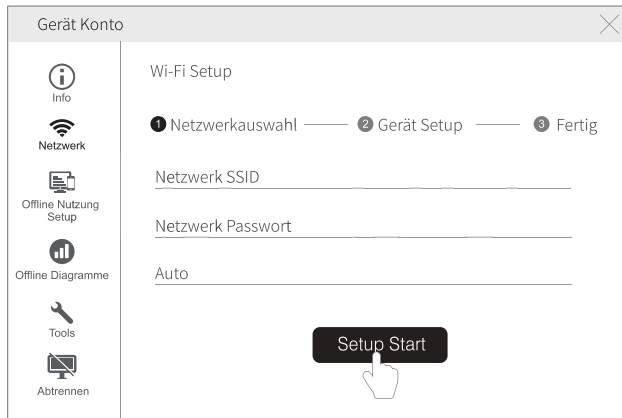 Gerät Konto
Info
Netzwerk
Offline Nutzung
Setup
Offline Diagramme
Tools
Abtrennen
Wi-Fi Setup
1 Netzwerkauswahl 2 Gerät Setup 3 Fertig
Netzwerk SSID
Netzwerk Passwort
Auto
Setup Start